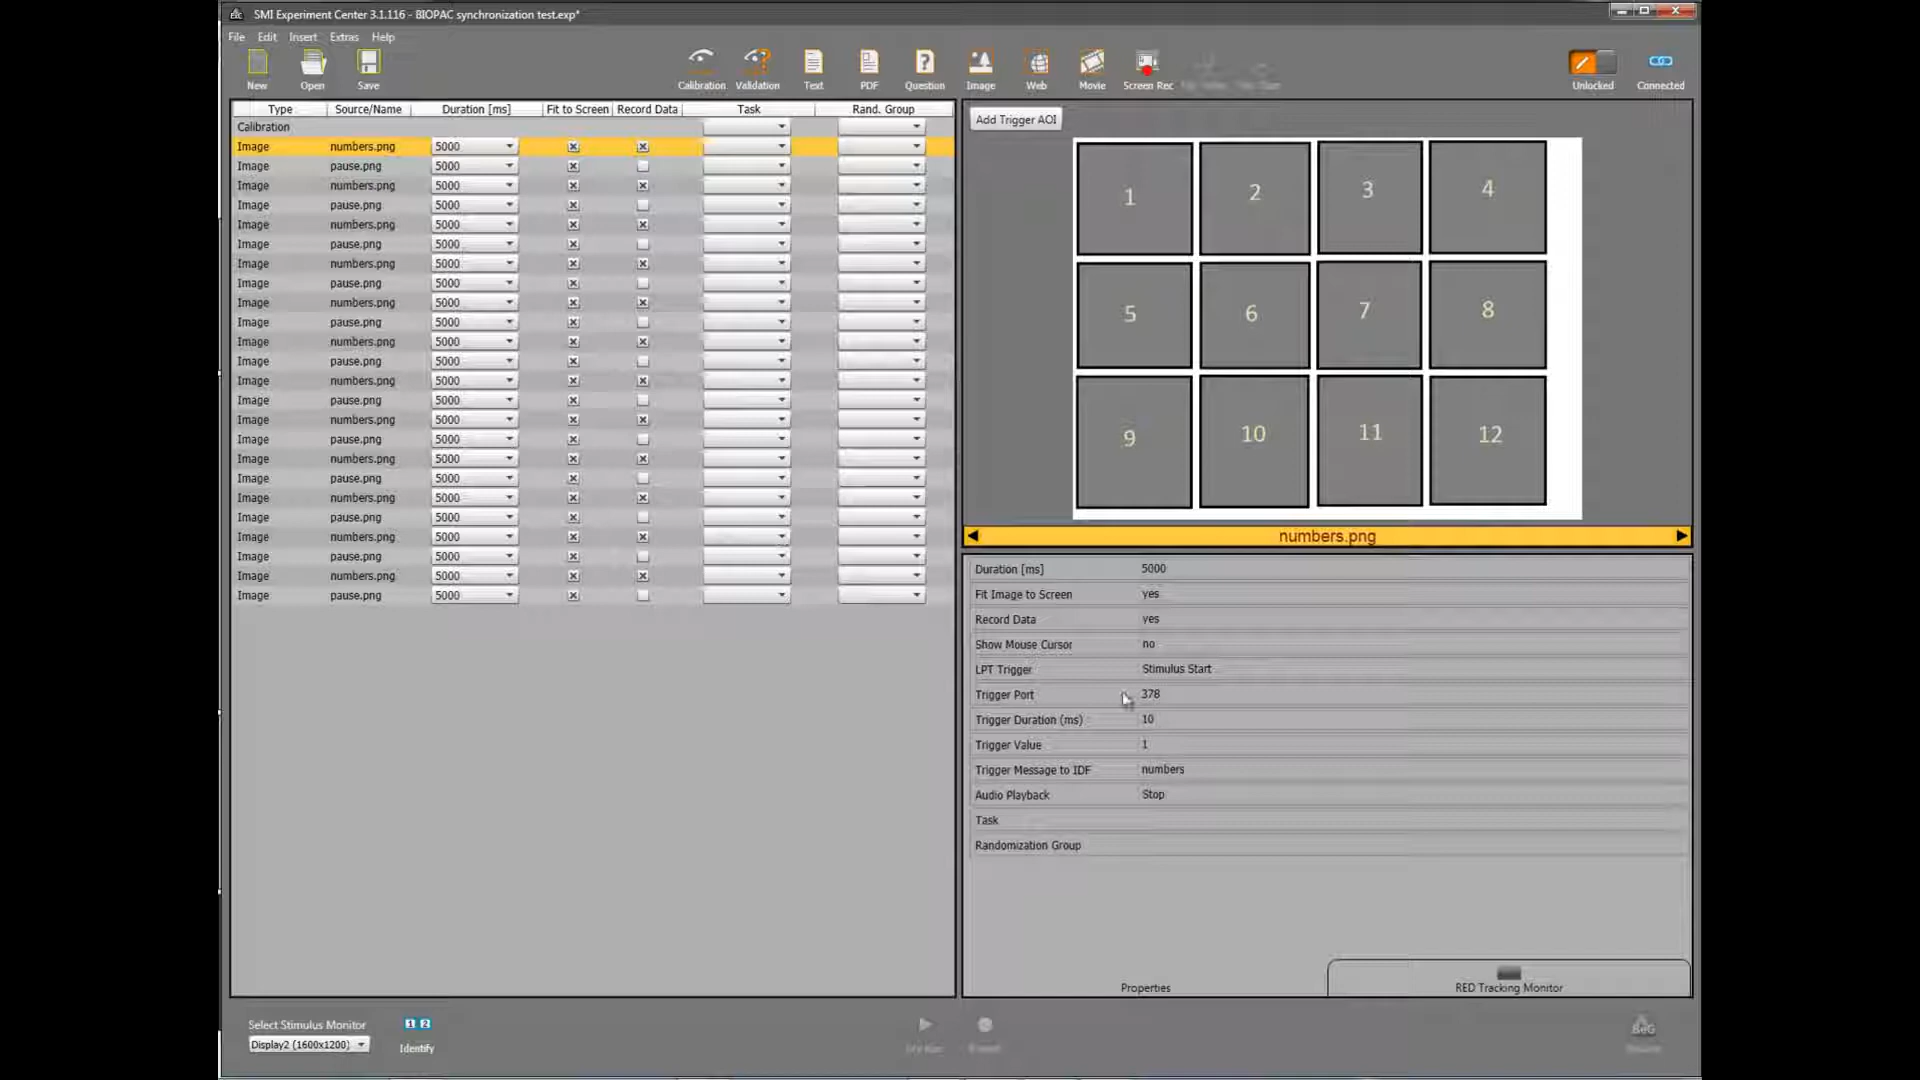 SMI Experiment Center 3.1.116 - BIOPAC synchronization test.exp*
File Edit Insert Extras Help
New Open Save Calibration Validation Text PDF Question Image Web Movie Screen Rec Unlocked Connected
Type Source/Name Duration [ms] Fit to Screen Record Data Task Rand. Group
Calibration
Image numbers.png 5000
Image pause.png 5000
Image numbers.png 5000
Image pause.png 5000
Image numbers.png 5000
Image pause.png 5000
Image numbers.png 5000
Image pause.png 5000
Image numbers.png 5000
Image pause.png 5000
Image numbers.png 5000
Image pause.png 5000
Image numbers.png 5000
Image pause.png 5000
Image numbers.png 5000
Image pause.png 5000
Image numbers.png 5000
Image pause.png 5000
Image numbers.png 5000
Image pause.png 5000
Image numbers.png 5000
Image pause.png 5000
Image numbers.png 5000
Image pause.png 5000
Add Trigger AOI
1 2 3 4
5 6 7 8
9 10 11 12
numbers.png
Duration [ms] 5000
Fit Image to Screen yes
Record Data yes
Show Mouse Cursor no
LPT Trigger Stimulus Start
Trigger Port 378
Trigger Duration (ms) 10
Trigger Value 1
Trigger Message to IDF numbers
Audio Playback Stop
Task
Randomization Group
Properties RED Tracking Monitor
Select Stimulus Monitor
Display2 (1600x1200)
1 2
Identify
BeG